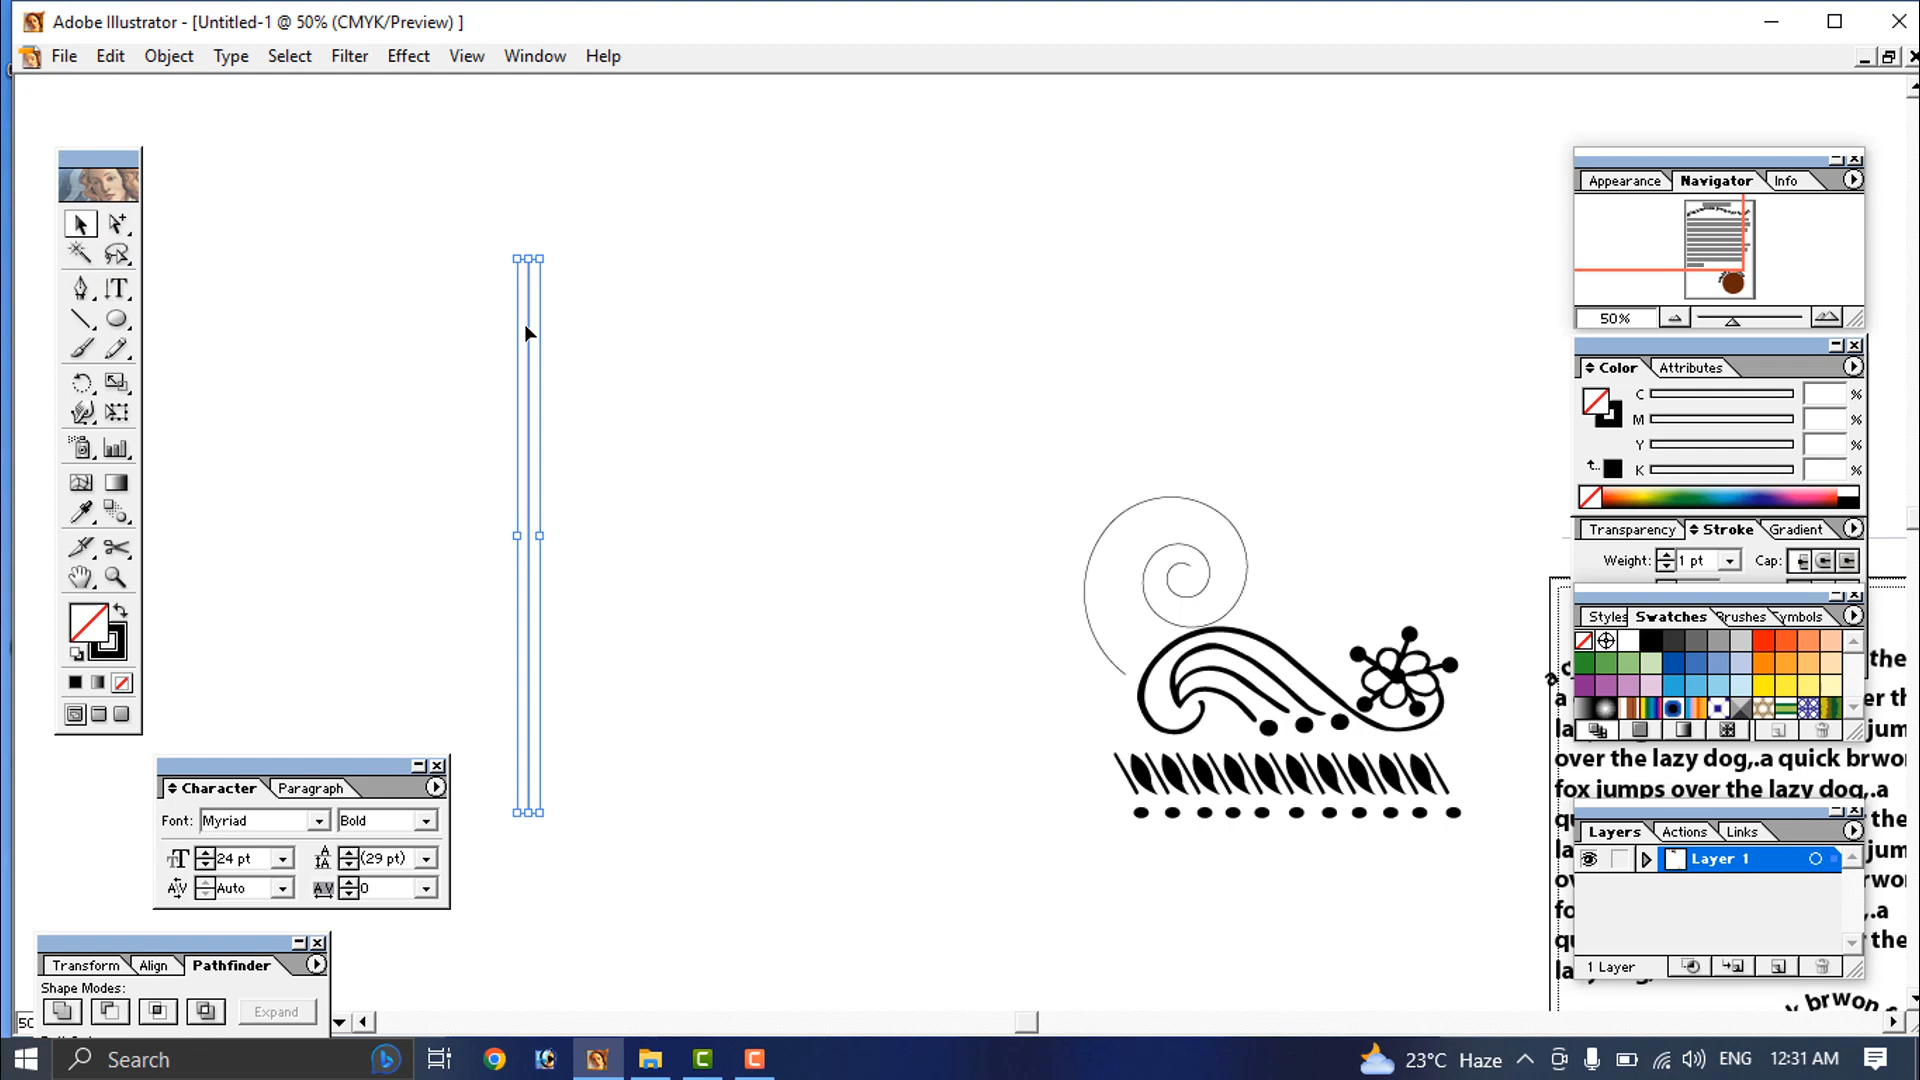 Adobe Illustrator - [Untitled-1 @ 50% (CMYK/Preview) ]
File Edit Object Type Select Filter Effect View Window Help
Appearance Navigator Info
50%
Color Attributes
C %
M %
Y %
K %
Transparency Stroke Gradient
Weight: 1 pt Cap:
Styles Swatches Brushes Symbols
the
er th
jum
over the lazy dog,.a quick brwo
fox jumps over the lazy dog,.a
Layers Actions Links
Layer 1
1 Layer
.a
the
k brwon s
Character Paragraph
Font: Myriad Bold
24 pt (29 pt)
Auto 0
Transform Align Pathfinder
Shape Modes:
Expand
50
Search
23°C Haze ENG 12:31 AM